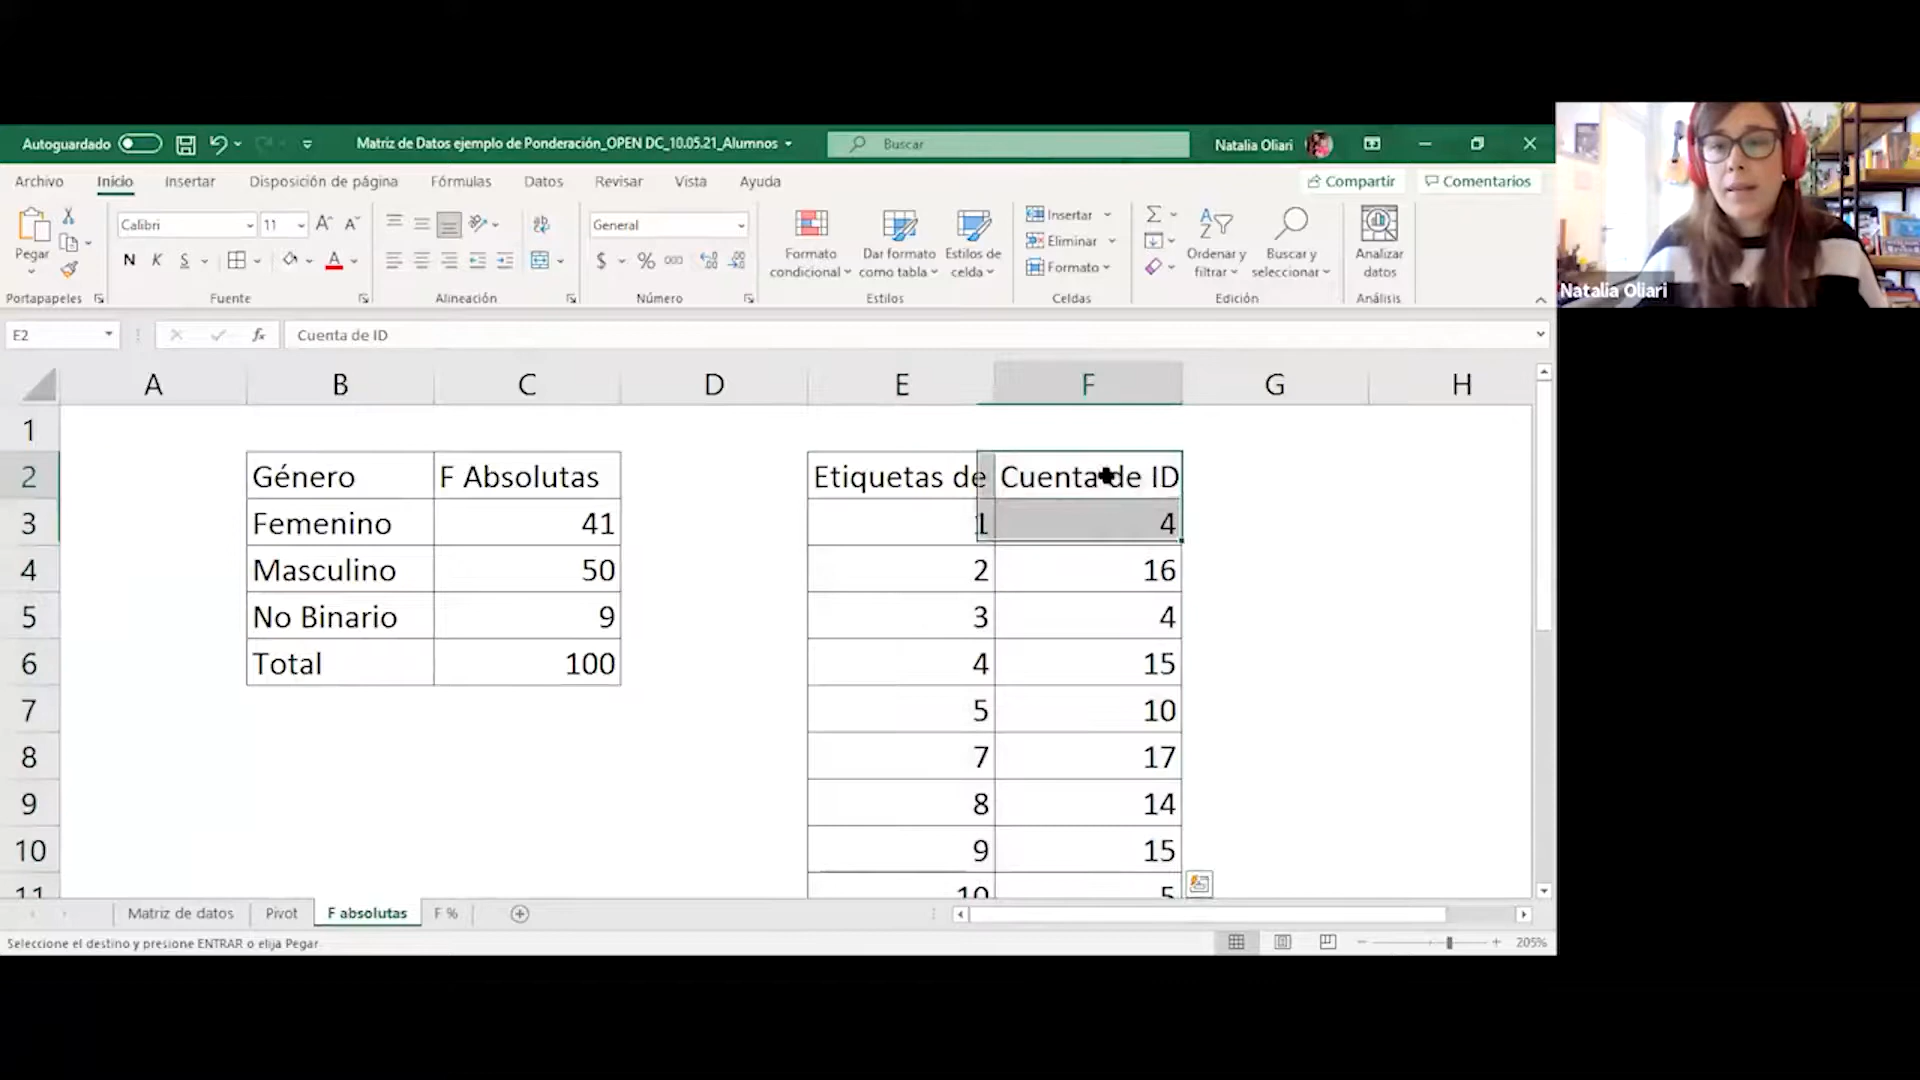 Autoguardado
Matriz de Datos ejemplo de Ponderación_OPEN DC_10.05.21_Alumnos
Buscar
Natalia Oliari
Archivo Inicio Insertar Disposición de página Fórmulas Datos Revisar Vista Ayuda
Compartir
Comentarios
Pegar
Portapapeles
Calibri 11
N K S
Fuente
Alineación
General
$ % 000
Número
Formato condicional
Dar formato como tabla
Estilos de celda
Estilos
Insertar
Eliminar
Formato
Celdas
Ordenar y filtrar
Buscar y seleccionar
Edición
Analizar datos
Análisis
E2
fx
Cuenta de ID
A B C D E F G H
1
2 Género F Absolutas Etiquetas de Cuenta de ID
3 Femenino 41 1 4
4 Masculino 50 2 16
5 No Binario 9 3 4
6 Total 100 4 15
7 5 10
8 7 17
9 8 14
10 9 15
11 10 5
Matriz de datos Pivot F absolutas F %
Seleccione el destino y presione ENTRAR o elija Pegar
205%
Natalia Oliari